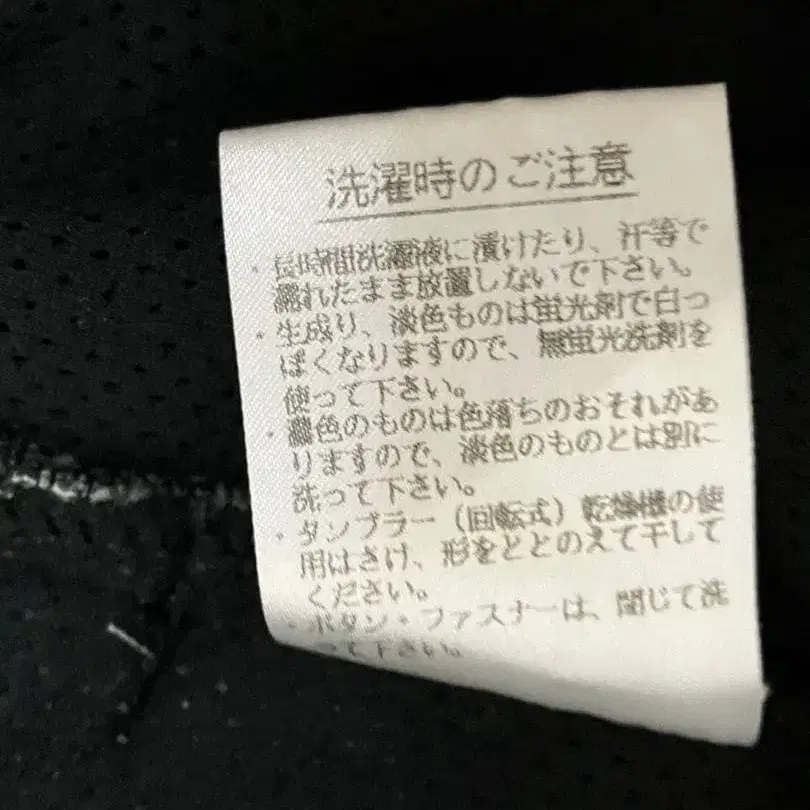 洗濯時のご注意
・長時間洗濯液に漬けたり、汗等で
濡れたまま放置しないで下さい。
・生成り、淡色ものは蛍光剤で白っ
ぽくなりますので、無蛍光洗剤を
使って下さい。
・濃色のものは色落ちのおそれがあ
りますので、淡色のものとは別に
洗って下さい。
・タンブラー（回転式）乾燥機の使
用はさけ、形をととのえて干して
ください。
・ボタン・ファスナーは、閉じて洗
って下さい。